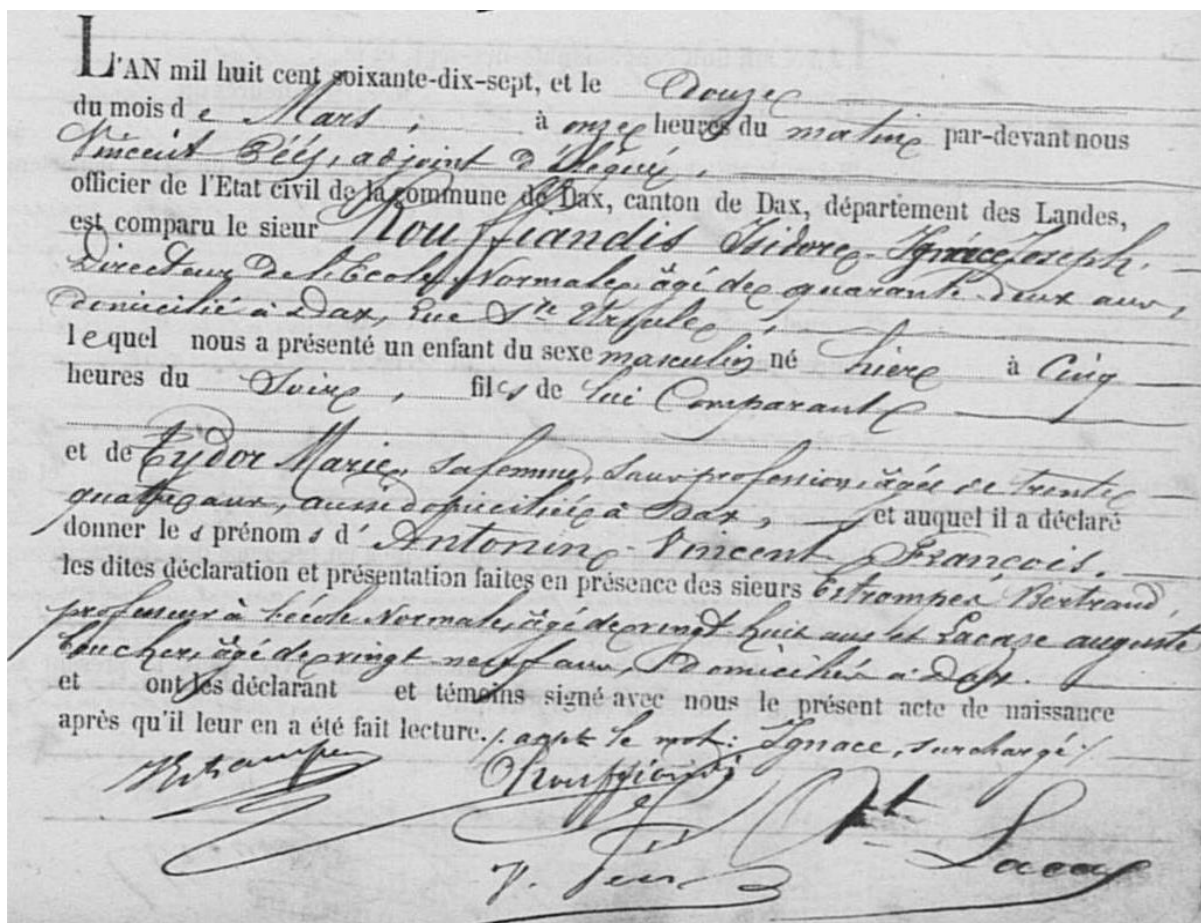 L'AN mil huit cent soixante-dix-sept, et le Douze
du mois de Mars, à onze heures du matin par-devant nous
Vincent Péés, adjoint délégué,
officier de l'Etat civil de la commune de Dax, canton de Dax, département des Landes,
est comparu le sieur Rouffiandis Isidore Ignace Joseph.
Directeur de l'Ecole Normale, âgé de quarante deux ans,
domicilié à Dax, rue Ste Ursule,
lequel nous a présenté un enfant du sexe masculin né hier à Cinq
heures du Soir, fils de lui Comparant
et de Eydor Marie, sa femme, sans profession, âgée de trente
quatre ans, aussi domiciliée à Dax, et auquel il a déclaré
donner les prénoms d'Antonin Vincent François.
les dites déclaration et présentation faites en présence des sieurs Estrompés Bertrand,
professeur à l'école Normale, âgé de vingt huit ans et Lacase auguste
boucher, âgé de vingt neuf ans, domiciliés à Dax.
et ont les déclarant et témoins signé avec nous le présent acte de naissance
après qu'il leur en a été fait lecture. /. appt le mot: Ignace, surchargé /.
Rouffiandis
V. Péés
Lacase